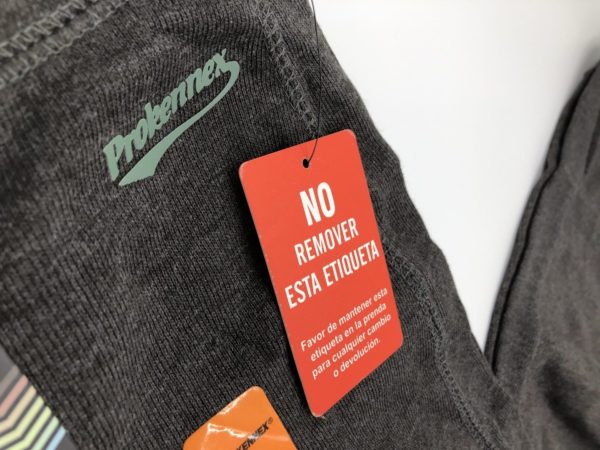 Prokennex
NO
REMOVER
ESTA ETIQUETA
Favor de mantener esta
etiqueta en la prenda
para cualquier cambio
o devolución.